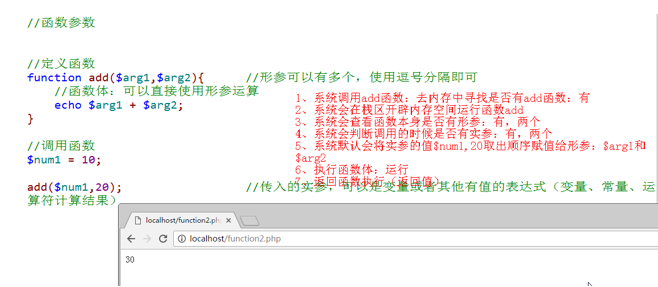 //函数参数
//定义函数
function add($arg1,$arg2){ //形参可以有多个，使用逗号分隔即可
//函数体：可以直接使用形参运算
echo $arg1 + $arg2;
}
1、系统调用add函数：去内存中寻找是否有add函数：有
2、系统会在栈区开辟内存空间运行函数add
3、系统会查看函数本身是否有形参：有，两个
4、系统会判断调用的时候是否有实参：有，两个
5、系统默认会将实参的值$num1,20取出顺序赋值给形参：$arg1和
$arg2
6、执行函数体：运行
7、返回函数执行（返回值）
//调用函数
$num1 = 10;
add($num1,20); //传入的实参，可以是变量或者其他有值的表达式（变量、常量、运
算符计算结果）
localhost/function2.ph
localhost/function2.php
30